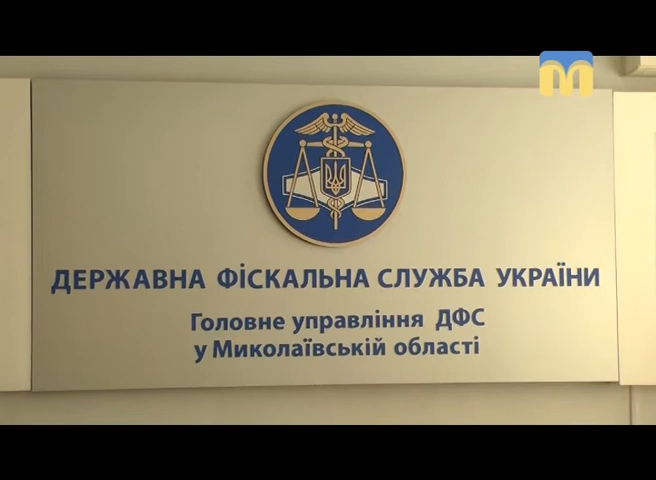 ДЕРЖАВНА ФІСКАЛЬНА СЛУЖБА УКРАЇНИ
Головне управління ДФС
у Миколаївській області